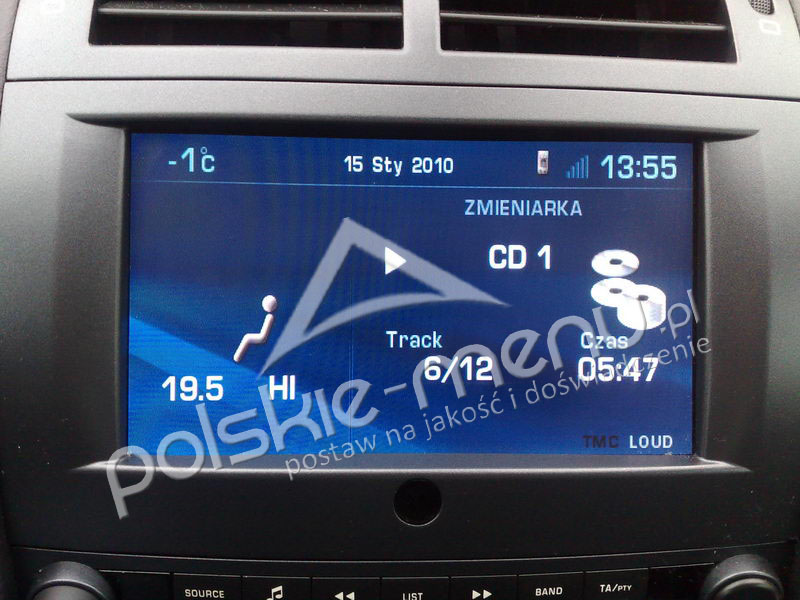 -1°C
15 Sty 2010
13:55
ZMIENIARKA
CD 1
Track
6/12
Czas
05:47
19.5
HI
TMC LOUD
polskie-menu.pl
postaw na jakość i doświadczenie
SOURCE
LIST
BAND
TA/PTY